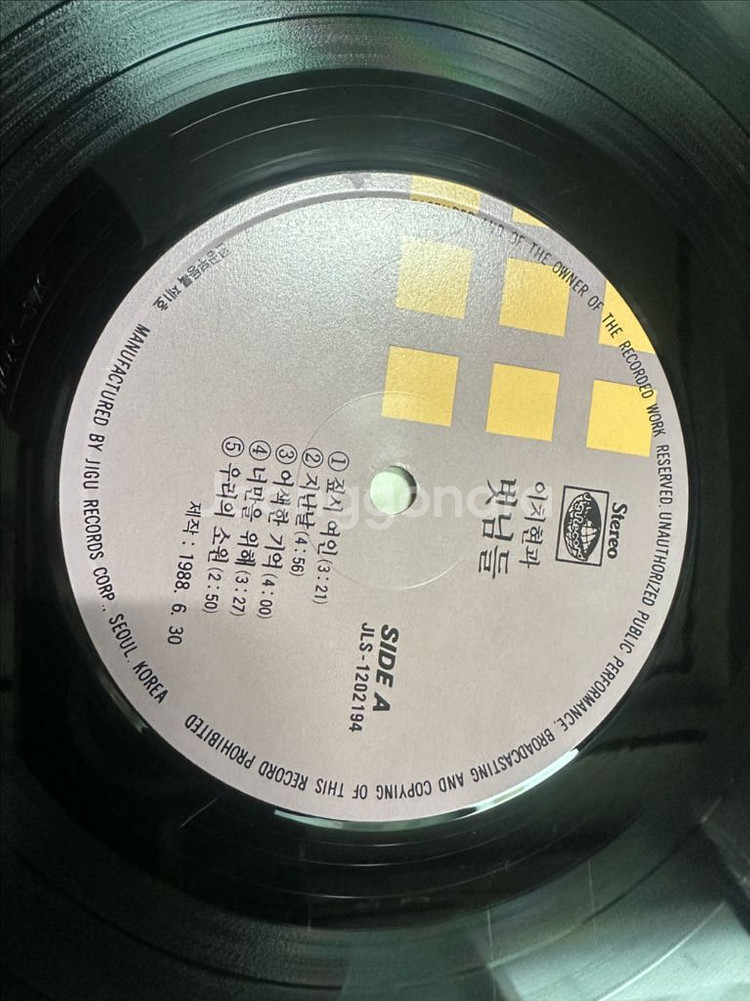 Stereo
이치현과
벗님들
SIDE A
JLS-1202194
① 짚시 여인 (3:21)
② 지난날 (4:56)
③ 어색한 기억 (4:00)
④ 너만을 위해 (3:27)
⑤ 우리의 소원 (2:50)
제작 : 1988. 6. 30
AND OF THE OWNER OF THE RECORDED WORK RESERVED. UNAUTHORIZED PUBLIC PERFORMANCE. BROADCASTING AND COPYING OF THIS RECORD PROHIBITED
MANUFACTURED BY JIGU RECORDS CORP., SEOUL, KOREA